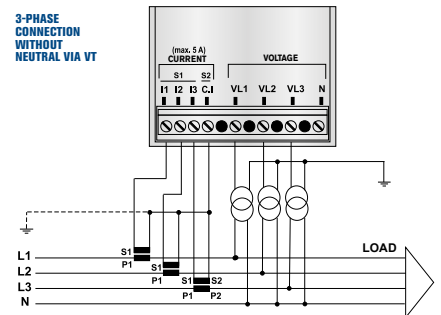 3-PHASE
CONNECTION
WITHOUT
NEUTRAL VIA VT
(max. 5 A)
CURRENT
VOLTAGE
S1 S2
I1 I2 I3 C.I VL1 VL2 VL3 N
L1
L2
L3
N
S1
P1
S1
P1
S1 S2
P1 P2
LOAD